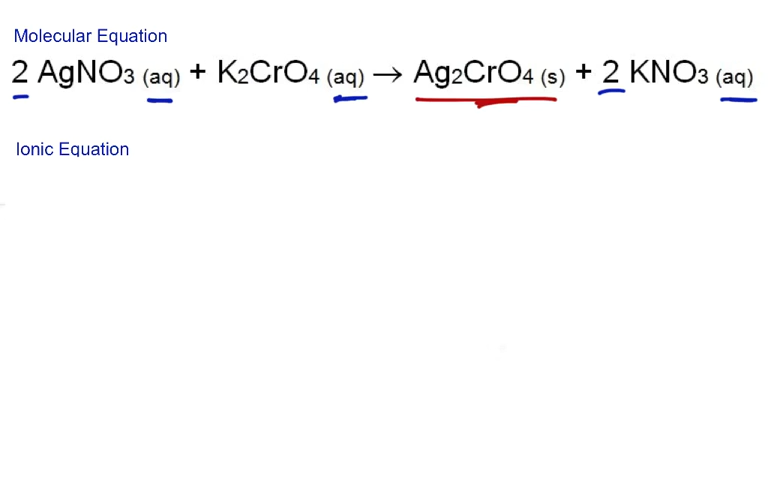 Molecular Equation
2 AgNO3 (aq) + K2CrO4 (aq) → Ag2CrO4 (s) + 2 KNO3 (aq)
Ionic Equation